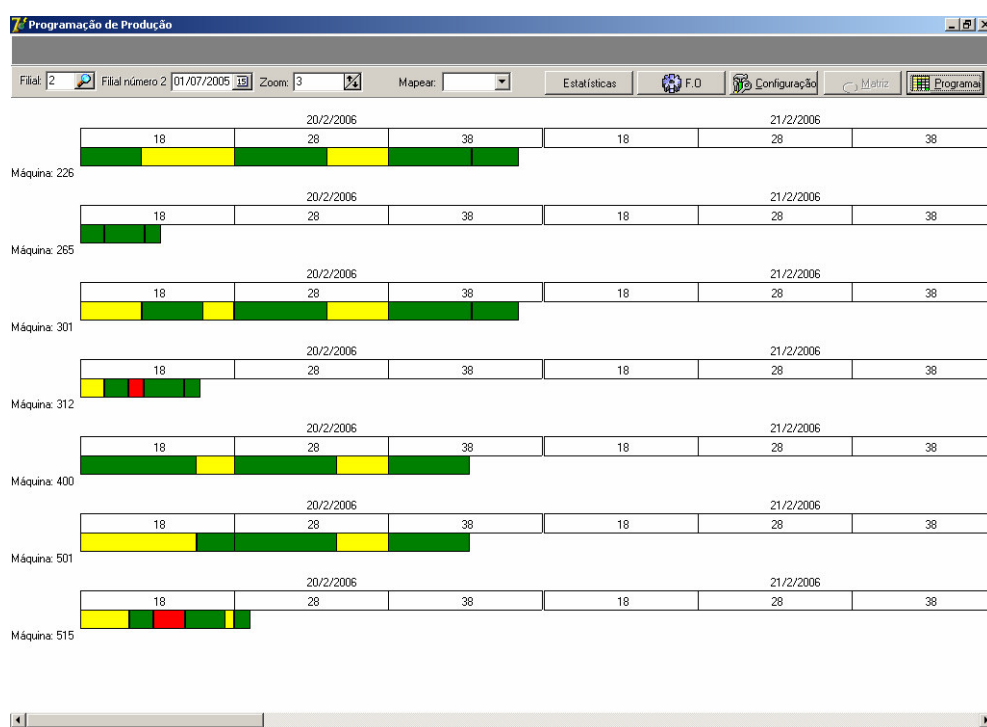 Programação de Produção
Filial: 2 Filial número 2 01/07/2005 15 Zoom: 3 Mapear: Estatísticas F.O Configuração Matriz Programa
20/2/2006 21/2/2006
18 28 38 18 28 38
Máquina: 226
20/2/2006 21/2/2006
18 28 38 18 28 38
Máquina: 265
20/2/2006 21/2/2006
18 28 38 18 28 38
Máquina: 301
20/2/2006 21/2/2006
18 28 38 18 28 38
Máquina: 312
20/2/2006 21/2/2006
18 28 38 18 28 38
Máquina: 400
20/2/2006 21/2/2006
18 28 38 18 28 38
Máquina: 501
20/2/2006 21/2/2006
18 28 38 18 28 38
Máquina: 515